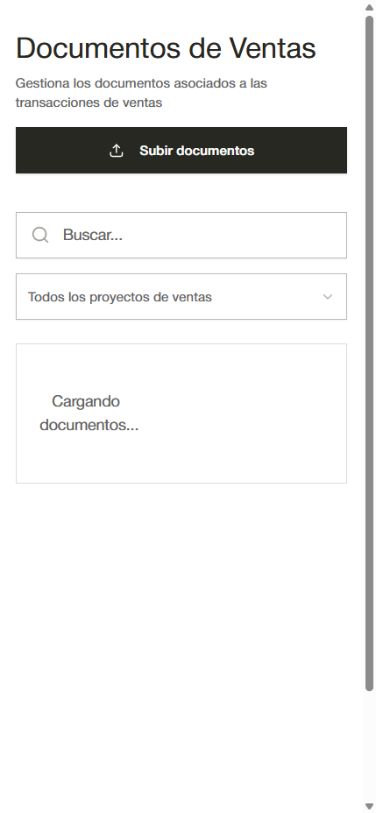 Documentos de Ventas
Gestiona los documentos asociados a las
transacciones de ventas
Subir documentos
Buscar...
Todos los proyectos de ventas
Cargando
documentos...